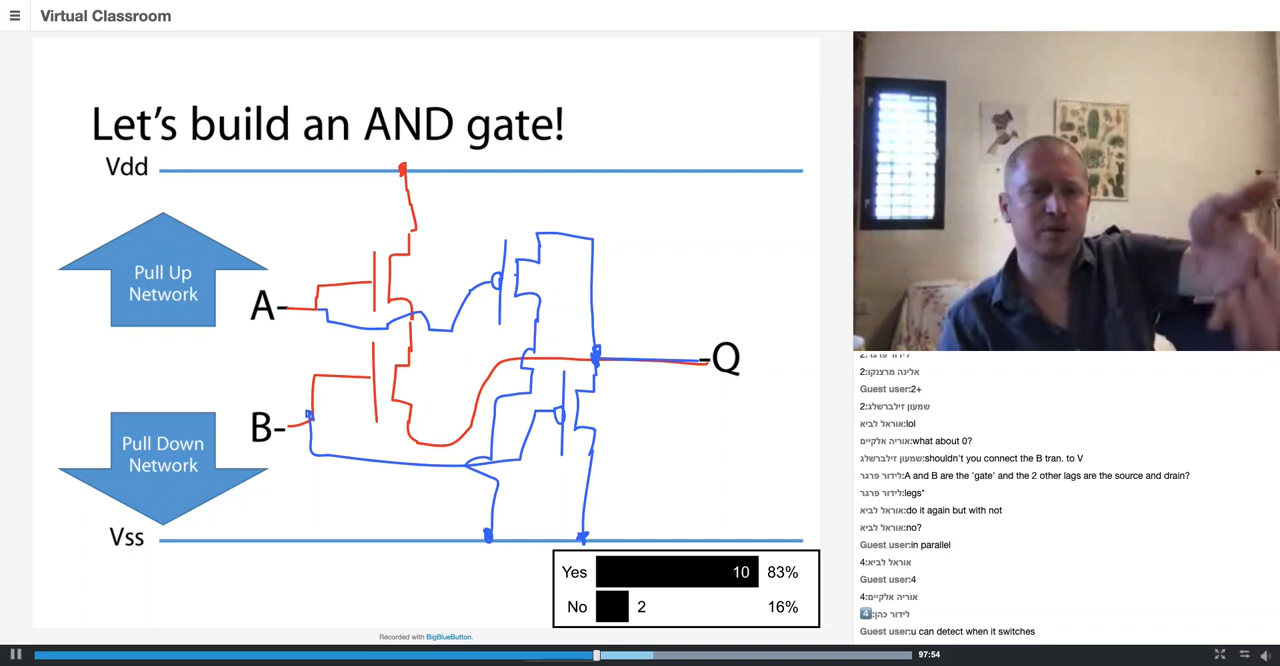 Virtual Classroom
Let's build an AND gate!
Vdd
Pull Up
Network
A-
-Q
B-
Pull Down
Network
Vss
Yes 10 83%
No 2 16%
Recorded with BigBlueButton.
אלינה מרצנקו:2
Guest user:2+
שמעון זילברשלג:2
אוראל לביא:lol
אוריה אלקיים:what about 0?
שמעון זילברשלג:shouldn't you connect the B tran. to V
לידור פרגר:A and B are the 'gate' and the 2 other lags are the source and drain?
לידור פרגר:legs*
אוראל לביא:do it again but with not
אוראל לביא:no?
Guest user:in parallel
אוראל לביא:4
Guest user:4
אוריה אלקיים:4
לידור כהן:4
Guest user:u can detect when it switches
97:54